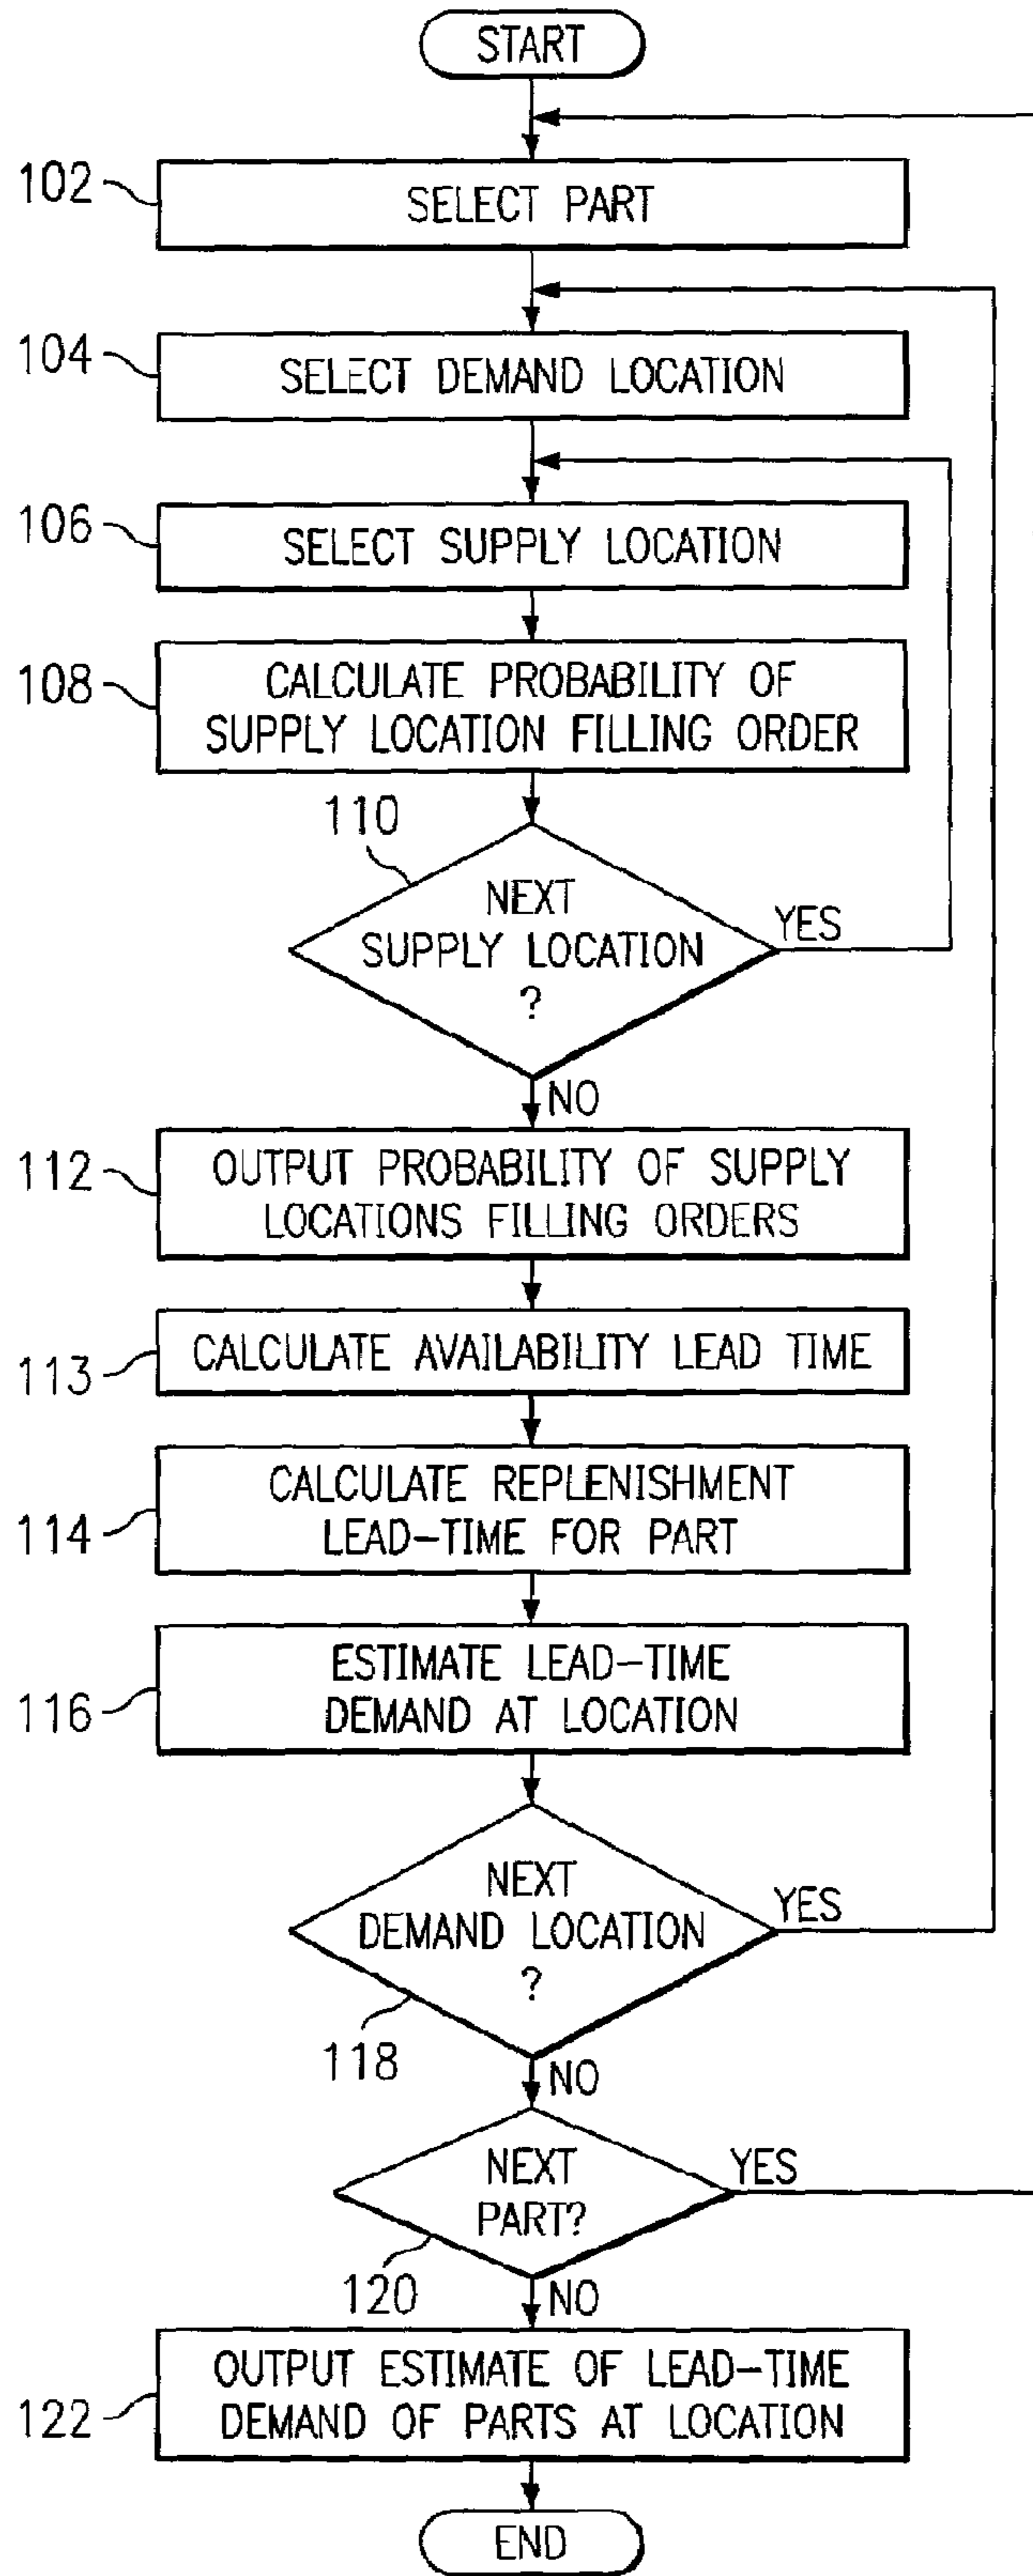 START
102
SELECT PART
104
SELECT DEMAND LOCATION
106
SELECT SUPPLY LOCATION
108
CALCULATE PROBABILITY OF
SUPPLY LOCATION FILLING ORDER
110
NEXT
SUPPLY LOCATION
?
YES
NO
112
OUTPUT PROBABILITY OF SUPPLY
LOCATIONS FILLING ORDERS
113
CALCULATE AVAILABILITY LEAD TIME
114
CALCULATE REPLENISHMENT
LEAD-TIME FOR PART
116
ESTIMATE LEAD-TIME
DEMAND AT LOCATION
NEXT
DEMAND LOCATION
?
YES
118
NO
NEXT
PART?
YES
120
NO
122
OUTPUT ESTIMATE OF LEAD-TIME
DEMAND OF PARTS AT LOCATION
END